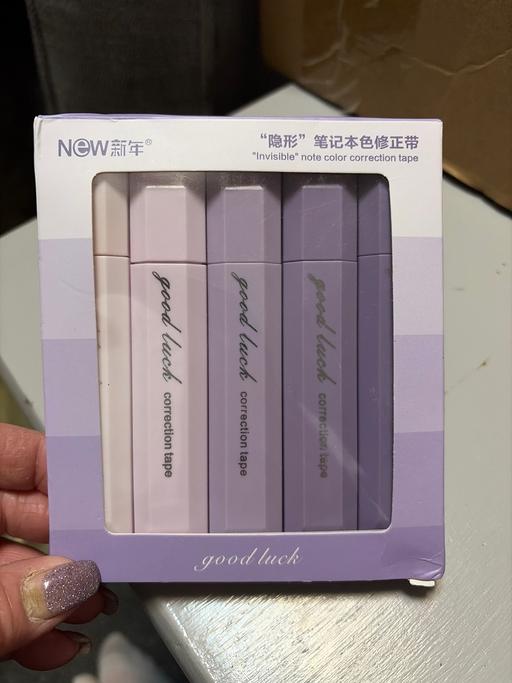 NeW新年®
“隐形” 笔记本色修正带
"Invisible" note color correction tape
good luck correction tape
good luck correction tape
good luck correction tape
good luck